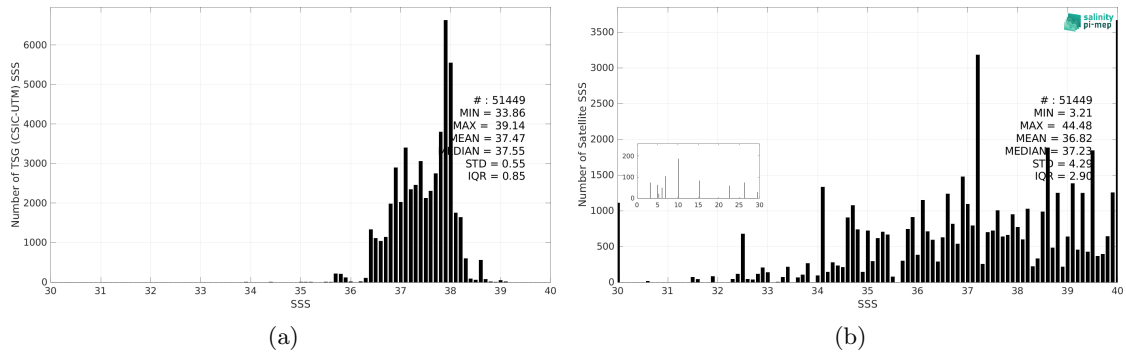 Number of TSG (CSIC-UTM) SSS
6000
5000
4000
3000
2000
1000
0
# : 51449
MIN = 33.86
MAX = 39.14
MEAN = 37.47
MEDIAN = 37.55
STD = 0.55
IQR = 0.85
30 31 32 33 34 35 36 37 38 39 40
SSS
(a)
Number of Satellite SSS
3500
3000
2500
2000
1500
1000
500
0
salinity
pi-mep
# : 51449
MIN = 3.21
MAX = 44.48
MEAN = 36.82
MEDIAN = 37.23
STD = 4.29
IQR = 2.90
200
100
0
0 5 10 15 20 25 30
30 31 32 33 34 35 36 37 38 39 40
SSS
(b)